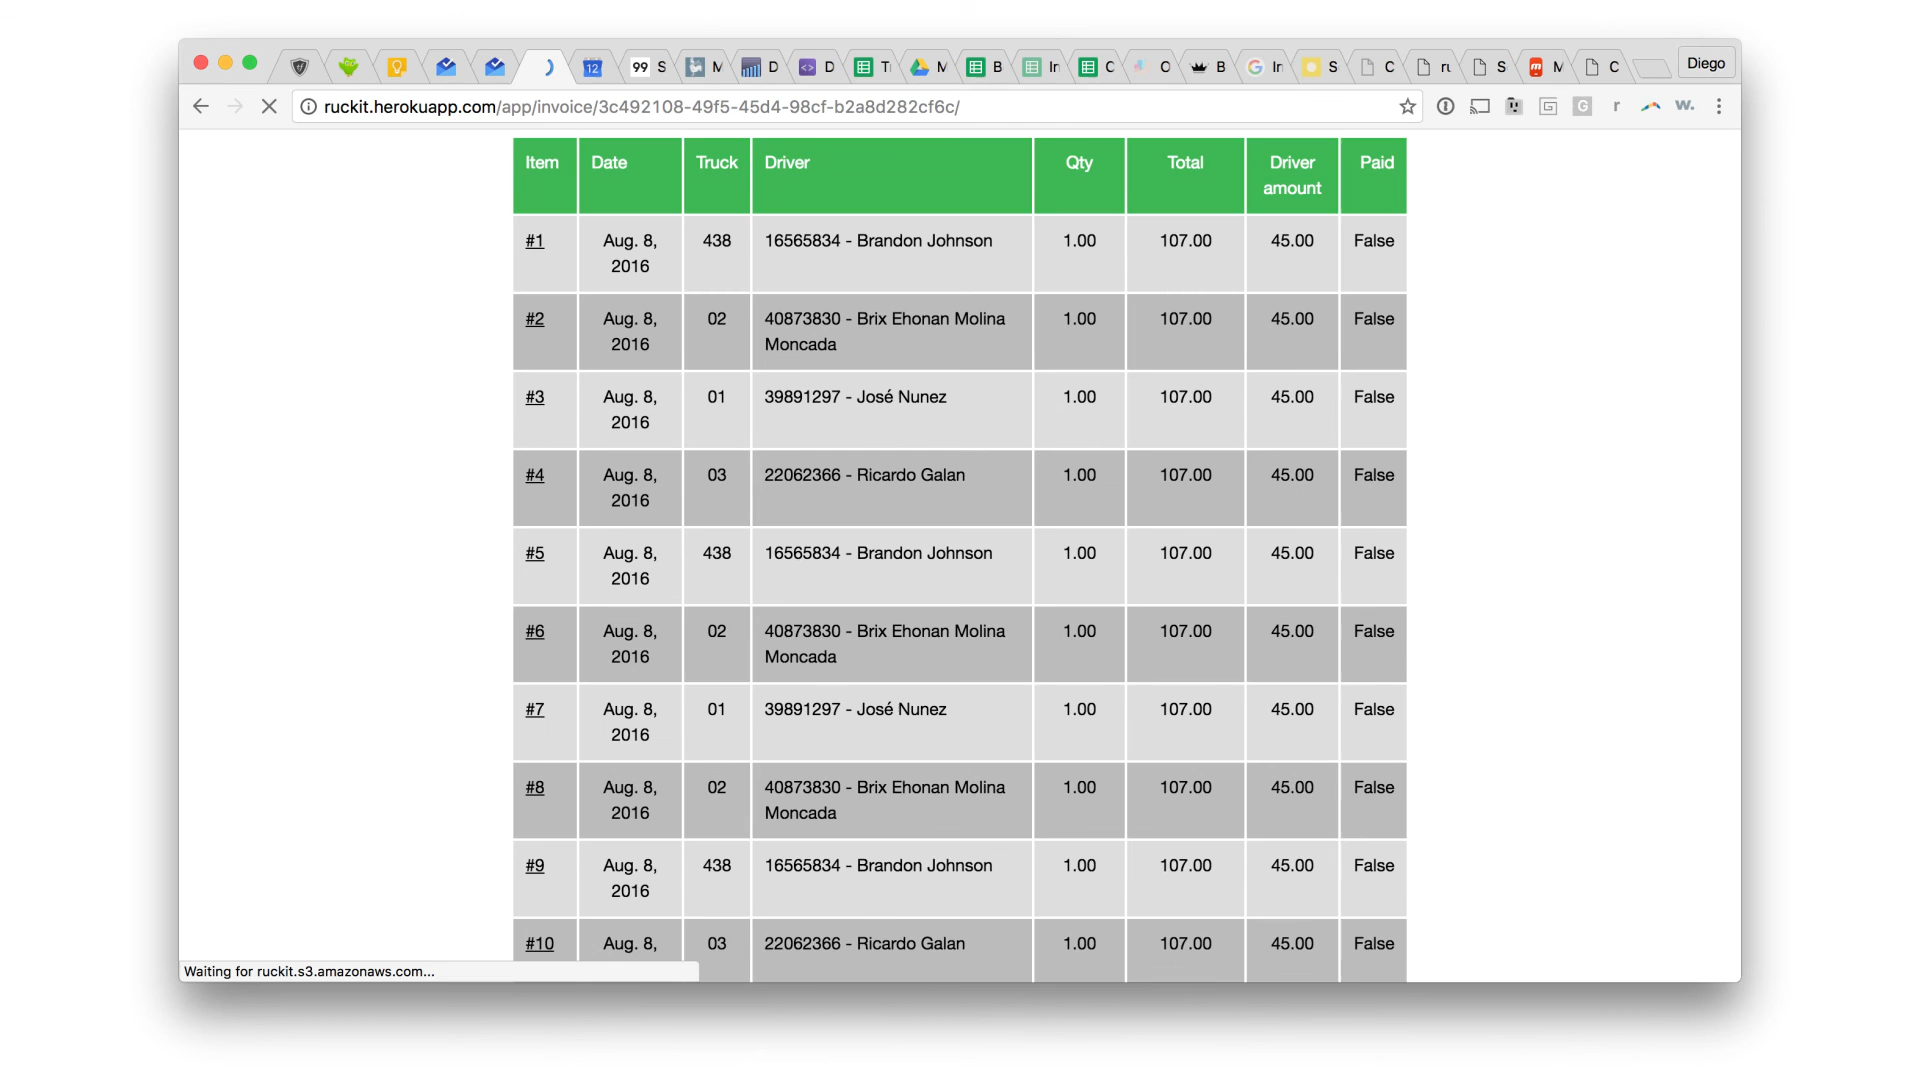 12 99 S M D D Tl M B Ir C O B Ir S C ru S M C Diego
ruckit.herokuapp.com/app/invoice/3c492108-49f5-45d4-98cf-b2a8d282cf6c/ G G r w.
Item Date Truck Driver Qty Total Driver Paid
amount
#1 Aug. 8, 438 16565834 - Brandon Johnson 1.00 107.00 45.00 False
2016
#2 Aug. 8, 02 40873830 - Brix Ehonan Molina 1.00 107.00 45.00 False
2016 Moncada
#3 Aug. 8, 01 39891297 - José Nunez 1.00 107.00 45.00 False
2016
#4 Aug. 8, 03 22062366 - Ricardo Galan 1.00 107.00 45.00 False
2016
#5 Aug. 8, 438 16565834 - Brandon Johnson 1.00 107.00 45.00 False
2016
#6 Aug. 8, 02 40873830 - Brix Ehonan Molina 1.00 107.00 45.00 False
2016 Moncada
#7 Aug. 8, 01 39891297 - José Nunez 1.00 107.00 45.00 False
2016
#8 Aug. 8, 02 40873830 - Brix Ehonan Molina 1.00 107.00 45.00 False
2016 Moncada
#9 Aug. 8, 438 16565834 - Brandon Johnson 1.00 107.00 45.00 False
2016
#10 Aug. 8, 03 22062366 - Ricardo Galan 1.00 107.00 45.00 False
Waiting for ruckit.s3.amazonaws.com...